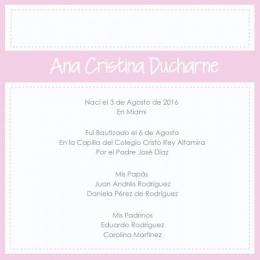 Ana Cristina Ducharne
Nací el 3 de Agosto de 2016
En Miami
Fui Bautizado el 6 de Agosto
En la Capilla del Colegio Cristo Rey Altamira
Por el Padre José Díaz
Mis Papás
Juan Andrés Rodríguez
Daniela Pérez de Rodríguez
Mis Padrinos
Eduardo Rodríguez
Carolina Martínez